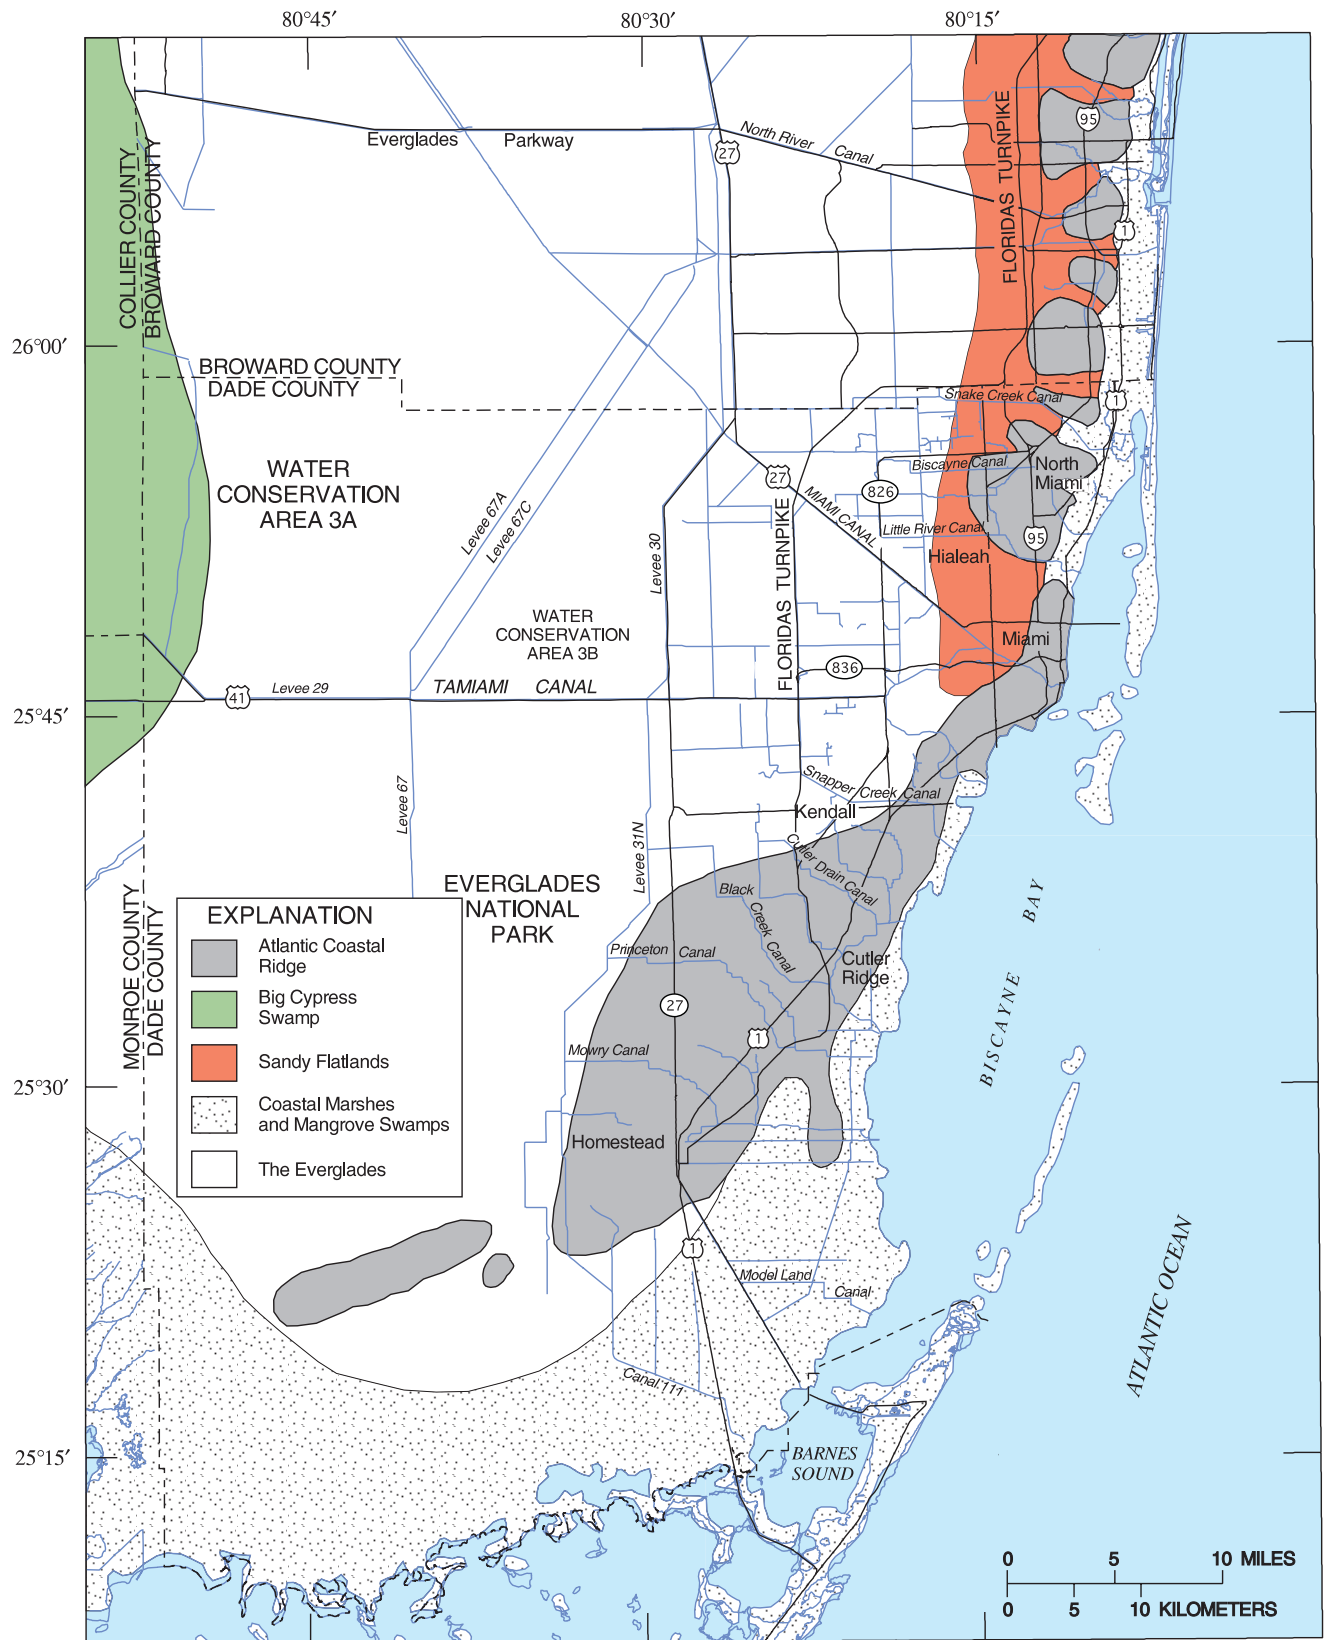 80°45′
80°30′
80°15′
Everglades Parkway
North River Canal
27
95
FLORIDAS TURNPIKE
1
COLLIER COUNTY
BROWARD COUNTY
26°00′
BROWARD COUNTY
DADE COUNTY
Snake Creek Canal
1
WATER
CONSERVATION
AREA 3A
Levee 67A
Levee 67C
Levee 30
27
MIAMI CANAL
826
Biscayne Canal
North
Miami
Little River Canal
95
Hialeah
FLORIDAS TURNPIKE
WATER
CONSERVATION
AREA 3B
Miami
836
41
Levee 29
TAMIAMI CANAL
25°45′
Levee 67
Levee 31N
Snapper Creek Canal
Kendall
Cutler Drain Canal
Black
Creek Canal
EVERGLADES
NATIONAL
PARK
Princeton Canal
Cutler
Ridge
27
1
Mowry Canal
BISCAYNE BAY
MONROE COUNTY
DADE COUNTY
EXPLANATION
Atlantic Coastal
Ridge
Big Cypress
Swamp
Sandy Flatlands
Coastal Marshes
and Mangrove Swamps
The Everglades
25°30′
Homestead
1
Model Land
Canal
ATLANTIC OCEAN
Canal 111
25°15′
BARNES
SOUND
0 5 10 MILES
0 5 10 KILOMETERS